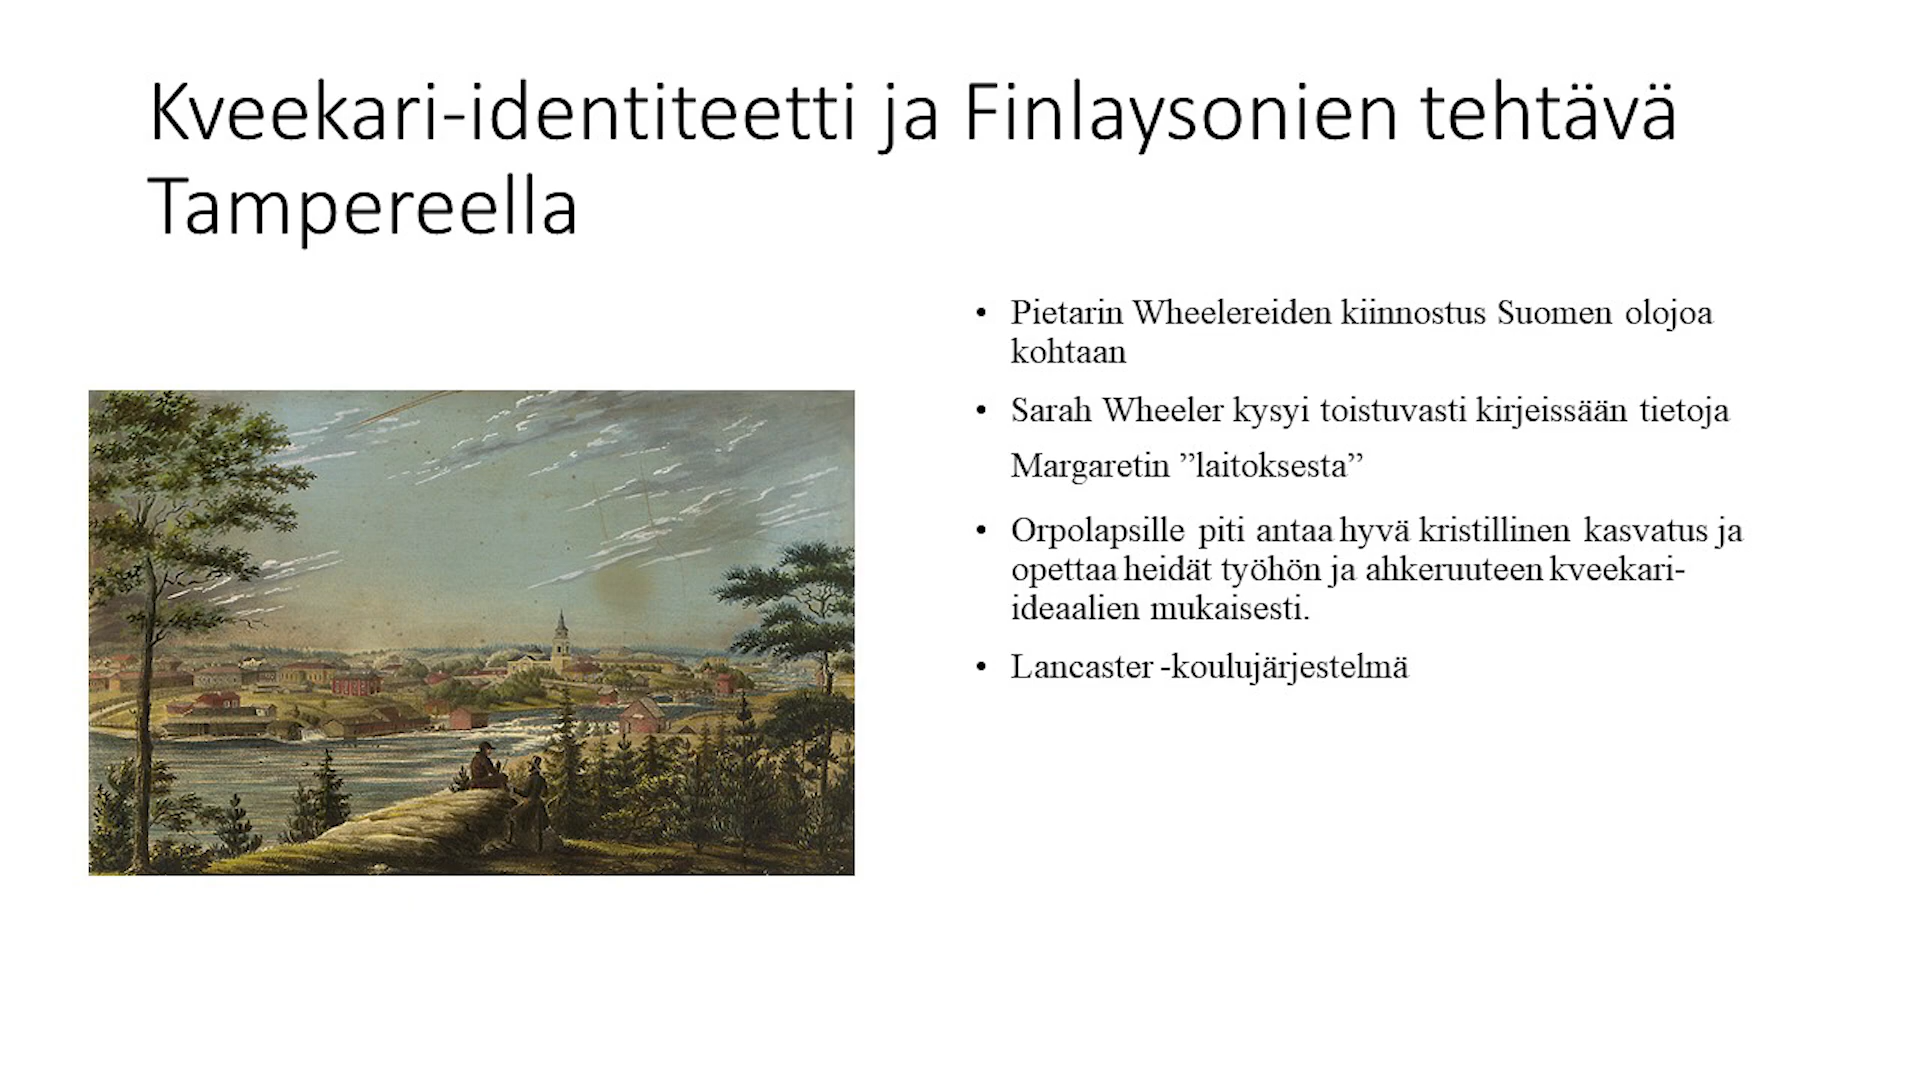 Kveekari-identiteetti ja Finlaysonien tehtävä
Tampereella
• Pietarin Wheelereiden kiinnostus Suomen olojoa
kohtaan
• Sarah Wheeler kysyi toistuvasti kirjeissään tietoja
Margaretin ”laitoksesta”
• Orpolapsille piti antaa hyvä kristillinen kasvatus ja
opettaa heidät työhön ja ahkeruuteen kveekari-
ideaalien mukaisesti.
• Lancaster -koulujärjestelmä